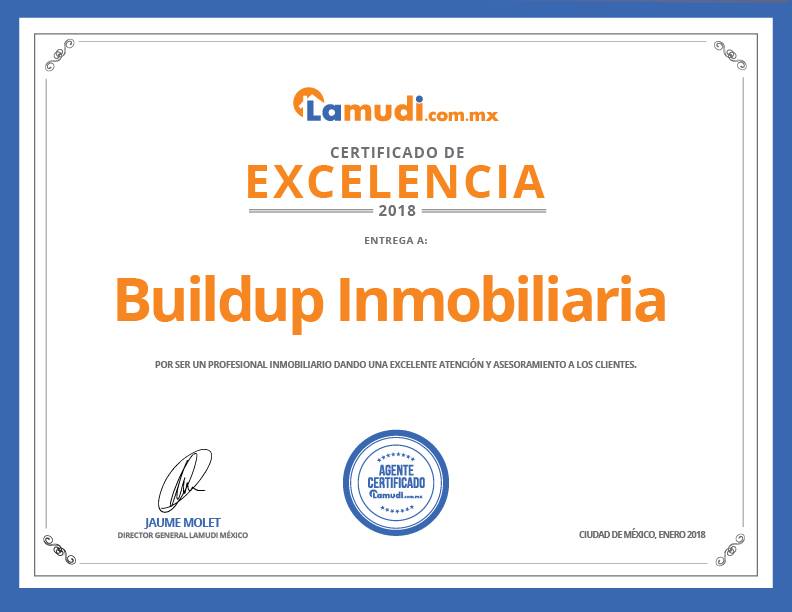 Lamudi.com.mx
CERTIFICADO DE
EXCELENCIA
2018
ENTREGA A:
Buildup Inmobiliaria
POR SER UN PROFESIONAL INMOBILIARIO DANDO UNA EXCELENTE ATENCIÓN Y ASESORAMIENTO A LOS CLIENTES.
AGENTE
CERTIFICADO
Lamudi.com.mx
JAUME MOLET
DIRECTOR GENERAL LAMUDI MÉXICO
CIUDAD DE MÉXICO, ENERO 2018